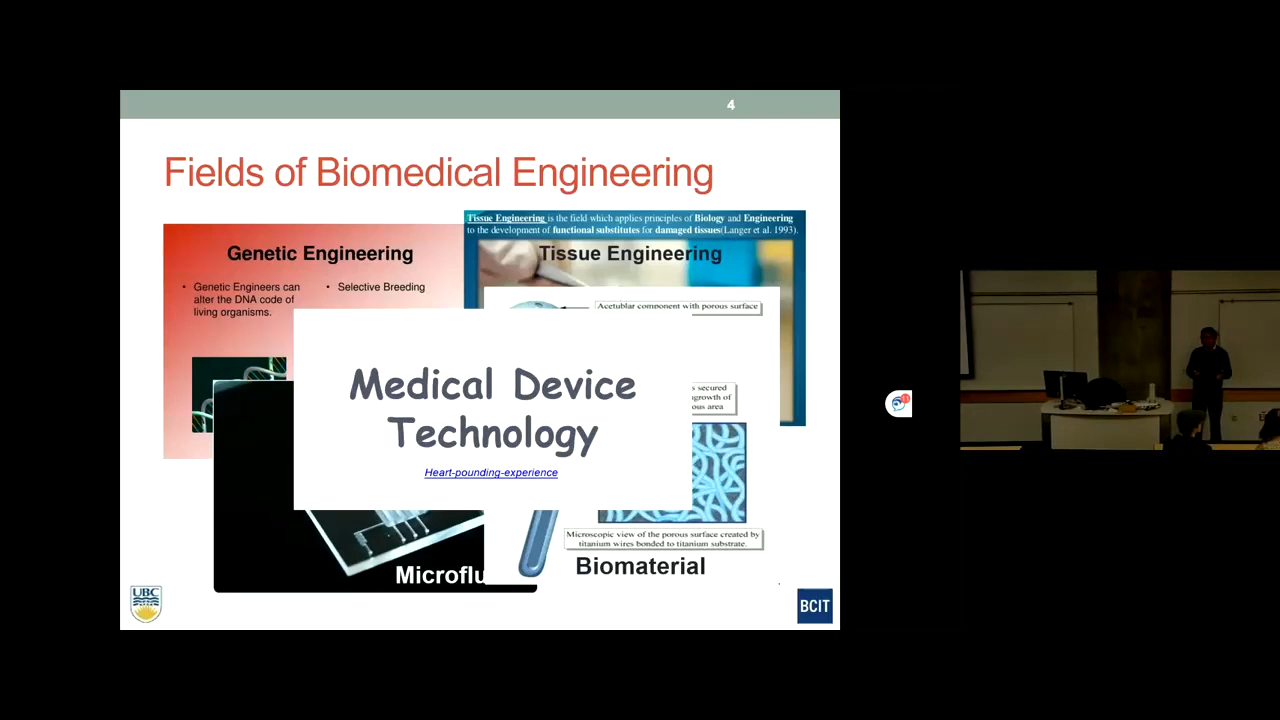 4
Fields of Biomedical Engineering
Tissue Engineering is the field which applies principles of Biology and Engineering
to the development of functional substitutes for damaged tissues(Langer et al. 1993).
Genetic Engineering
Tissue Engineering
• Genetic Engineers can
alter the DNA code of
living organisms.
• Selective Breeding
Acetublar component with porous surface
Medical Device
Technology
Heart-pounding-experience
s secured
ngrowth of
ous area
Microscopic view of the porous surface created by
titanium wires bonded to titanium substrate.
Microflu
Biomaterial
UBC
BCIT